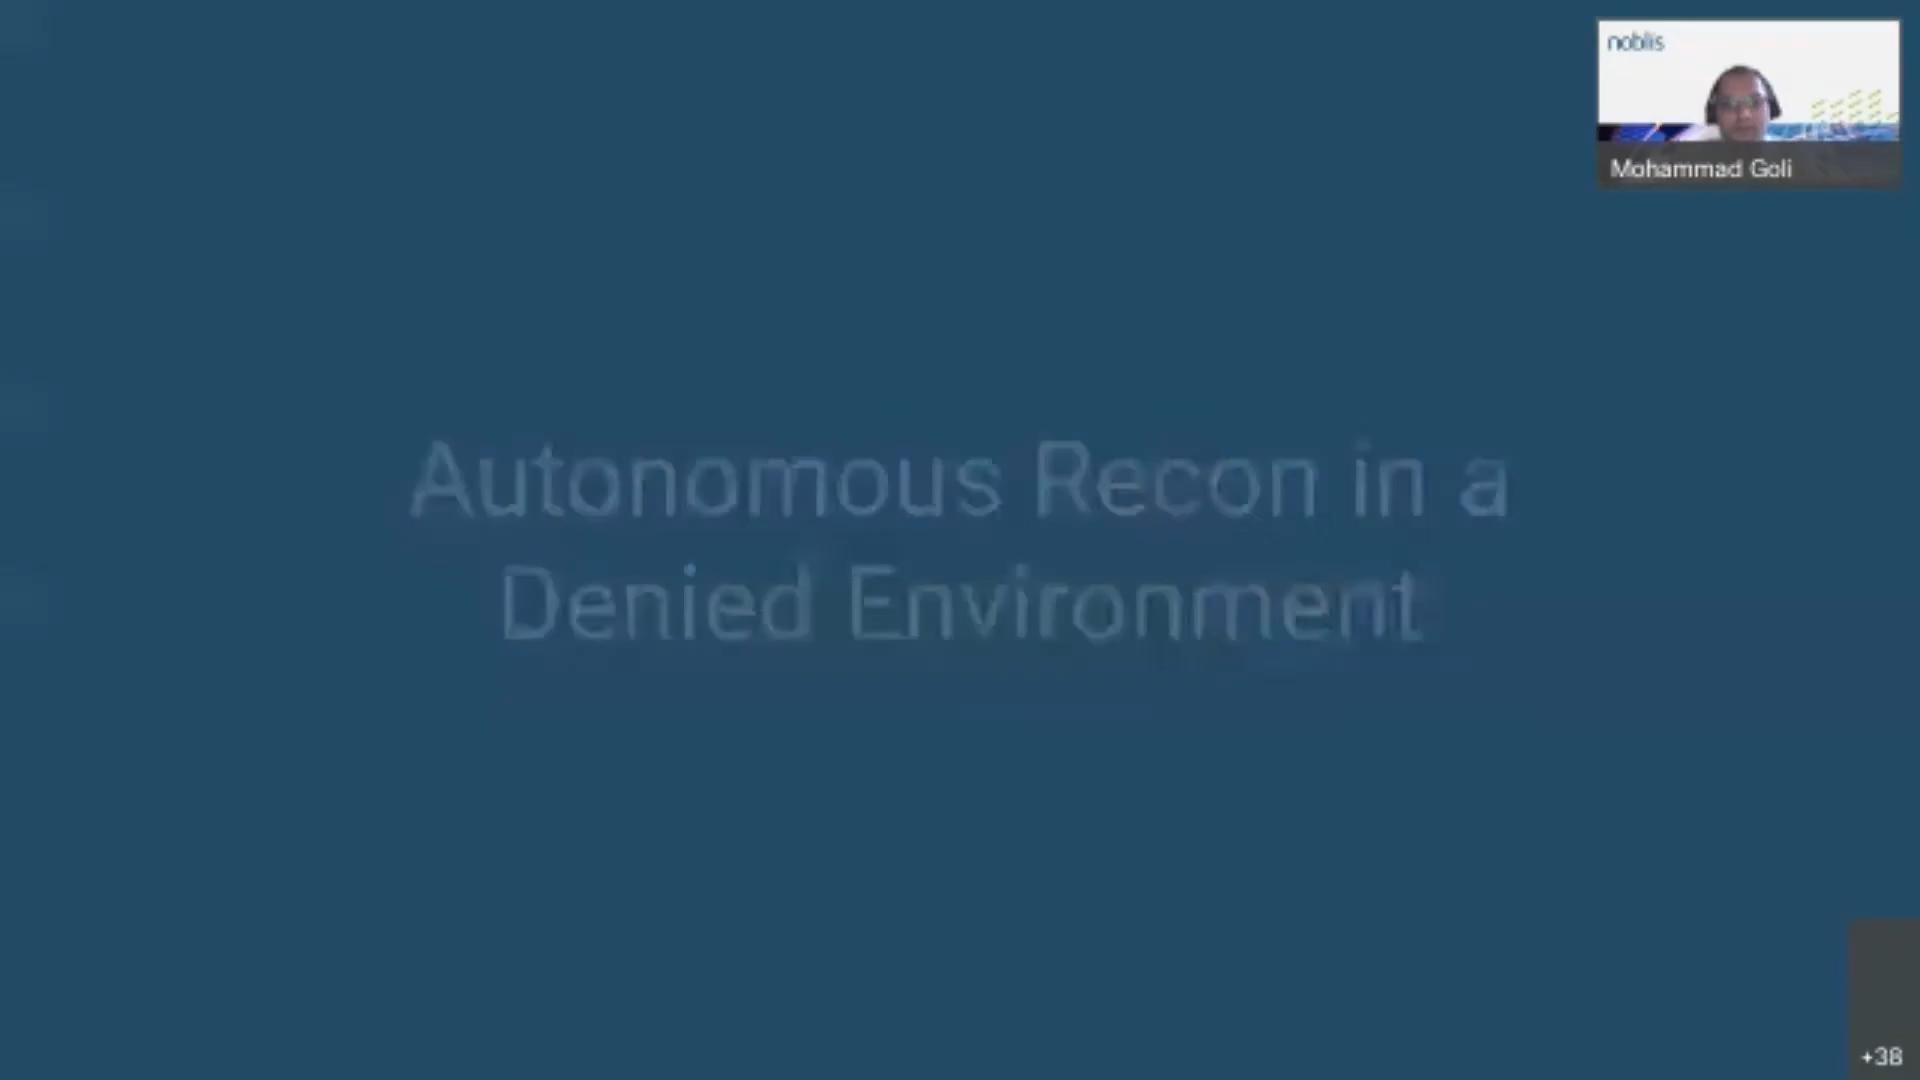 noblis
Mohammad Goli
Autonomous Recon in a
Denied Environment
+38